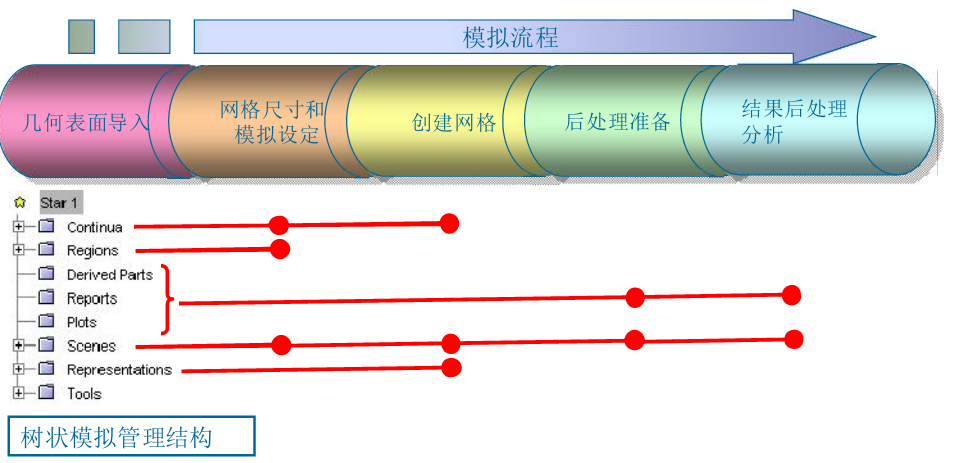 模拟流程
几何表面导入
网格尺寸和
模拟设定
创建网格
后处理准备
结果后处理
分析
Star 1
Continua
Regions
Derived Parts
Reports
Plots
Scenes
Representations
Tools
树状模拟管理结构